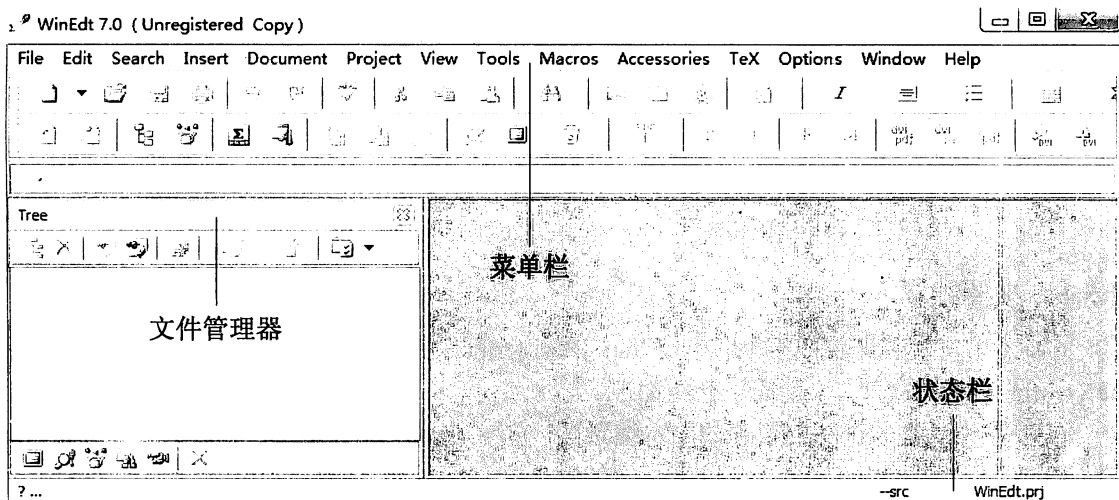 WinEdt 7.0 (Unregistered Copy)
File Edit Search Insert Document Project View Tools Macros Accessories TeX Options Window Help
Tree
菜单栏
文件管理器
状态栏
? ...
--src
WinEdt.prj